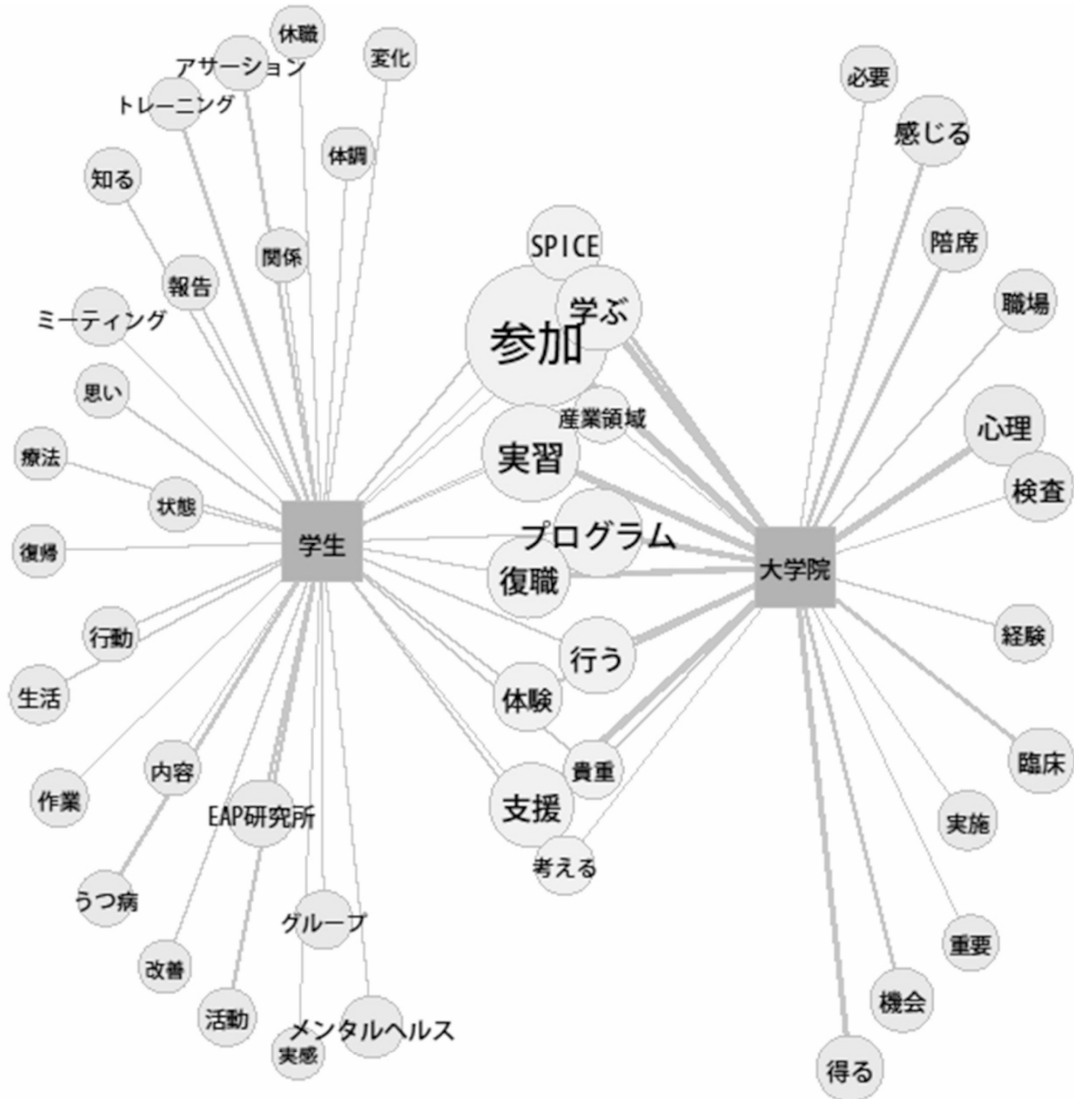 休職
アサーション
変化
トレーニング
体調
知る
関係
報告
ミーティング
思い
療法
状態
復帰
学生
行動
生活
内容
作業
EAP研究所
うつ病
グループ
改善
活動
メンタルヘルス
実感
SPICE
学ぶ
参加
産業領域
実習
プログラム
復職
行う
体験
貴重
支援
考える
必要
感じる
陪席
職場
心理
検査
大学院
経験
臨床
実施
重要
機会
得る